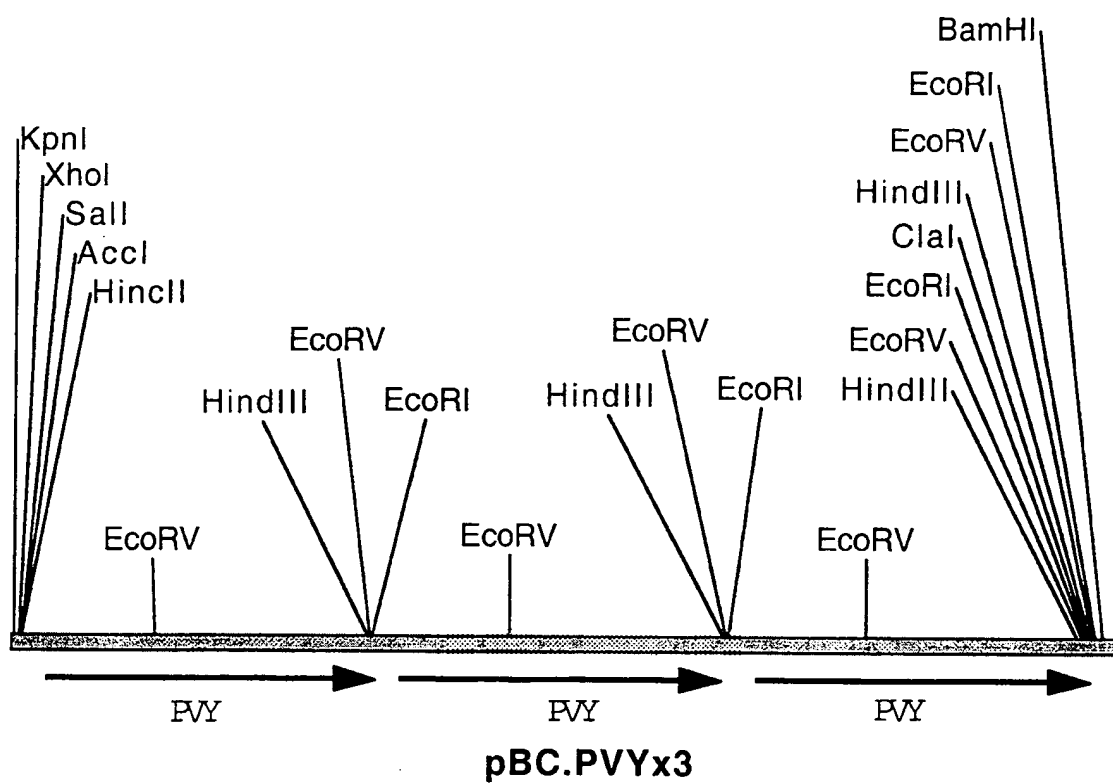 BamHI
EcoRI
KpnI
EcoRV
XhoI
HindIII
SalI
ClaI
AccI
EcoRI
HincII
EcoRV
EcoRV
EcoRV
HindIII
EcoRI
HindIII
EcoRI
HindIII
EcoRV
EcoRV
EcoRV
PVY
PVY
PVY
pBC.PVYx3